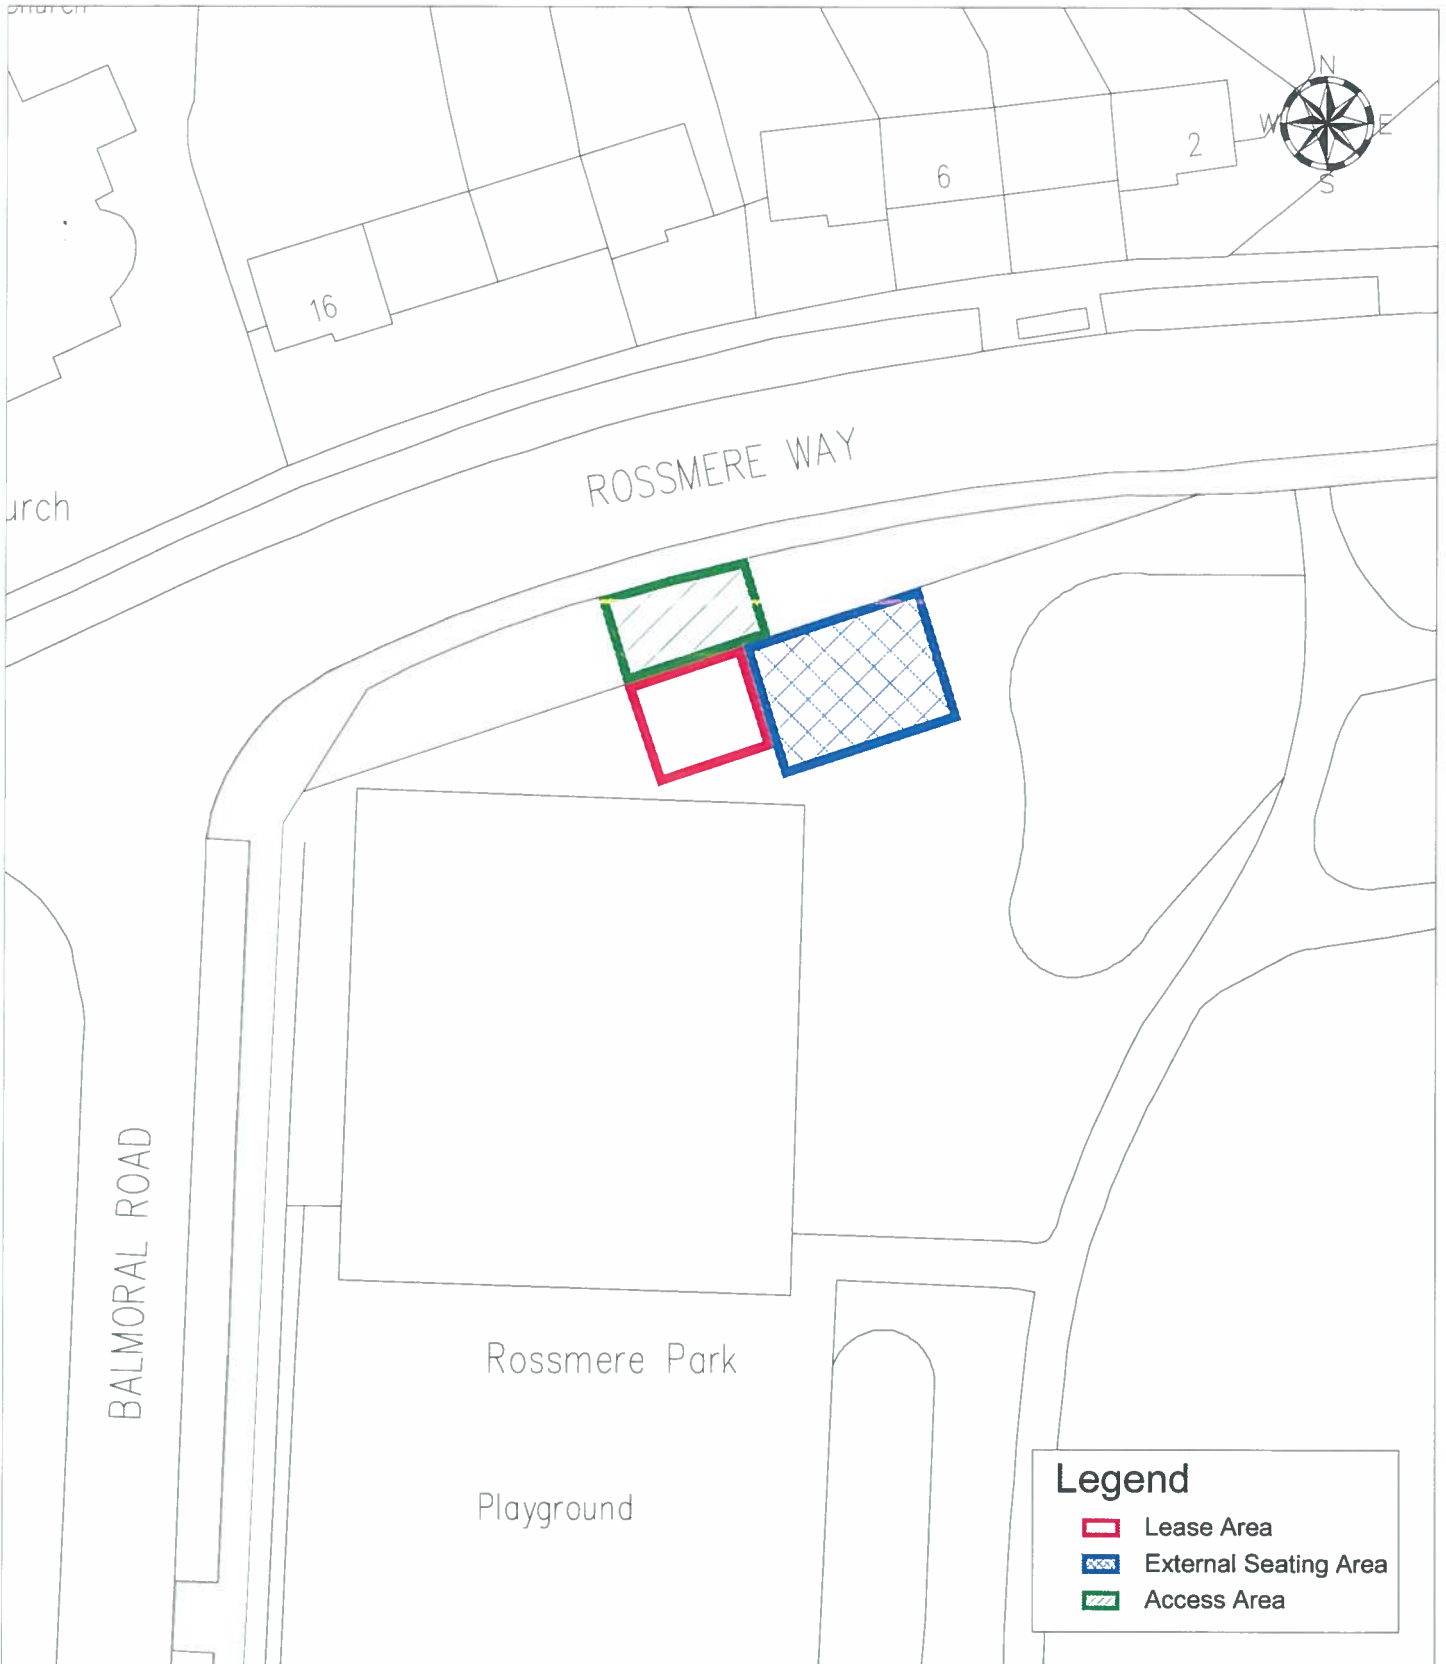 N
W E
S
2
6
16
ROSSMERE WAY
urch
BALMORAL ROAD
Rossmere Park
Playground
Legend
Lease Area
External Seating Area
Access Area